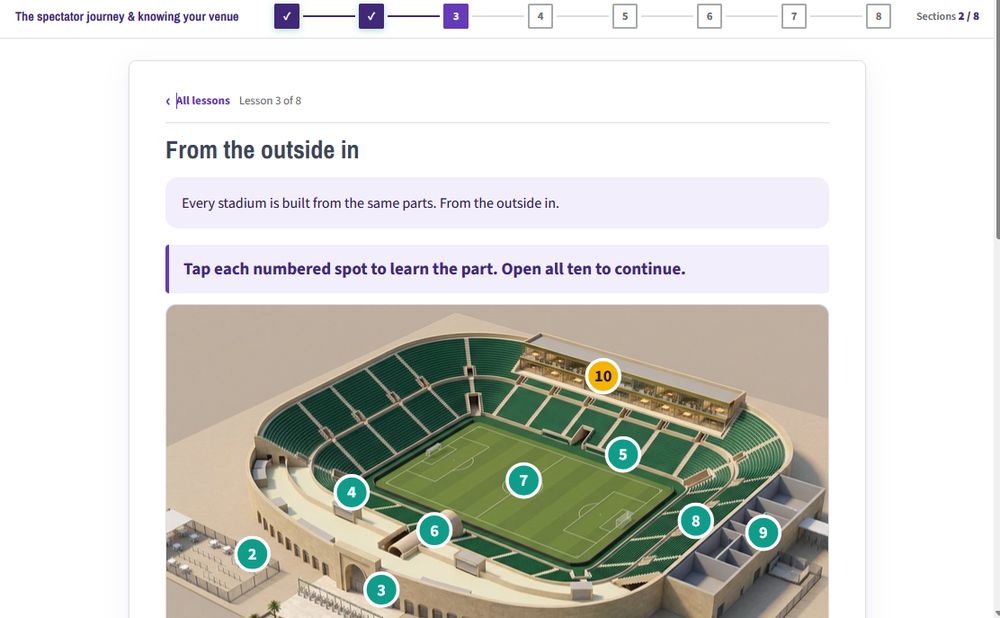 The spectator journey & knowing your venue ✓ ✓ 3 4 5 6 7 8 Sections 2 / 8
‹ All lessons Lesson 3 of 8
From the outside in
Every stadium is built from the same parts. From the outside in.
Tap each numbered spot to learn the part. Open all ten to continue.
10
5
7
4
8
6
9
2
3